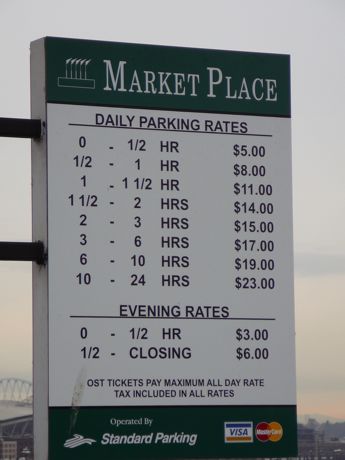 MARKET PLACE
DAILY PARKING RATES
0 - 1/2 HR $5.00
1/2 - 1 HR $8.00
1 - 1 1/2 HR $11.00
1 1/2 - 2 HRS $14.00
2 - 3 HRS $15.00
3 - 6 HRS $17.00
6 - 10 HRS $19.00
10 - 24 HRS $23.00
EVENING RATES
0 - 1/2 HR $3.00
1/2 - CLOSING $6.00
OST TICKETS PAY MAXIMUM ALL DAY RATE
TAX INCLUDED IN ALL RATES
Operated By
Standard Parking
VISA MasterCard